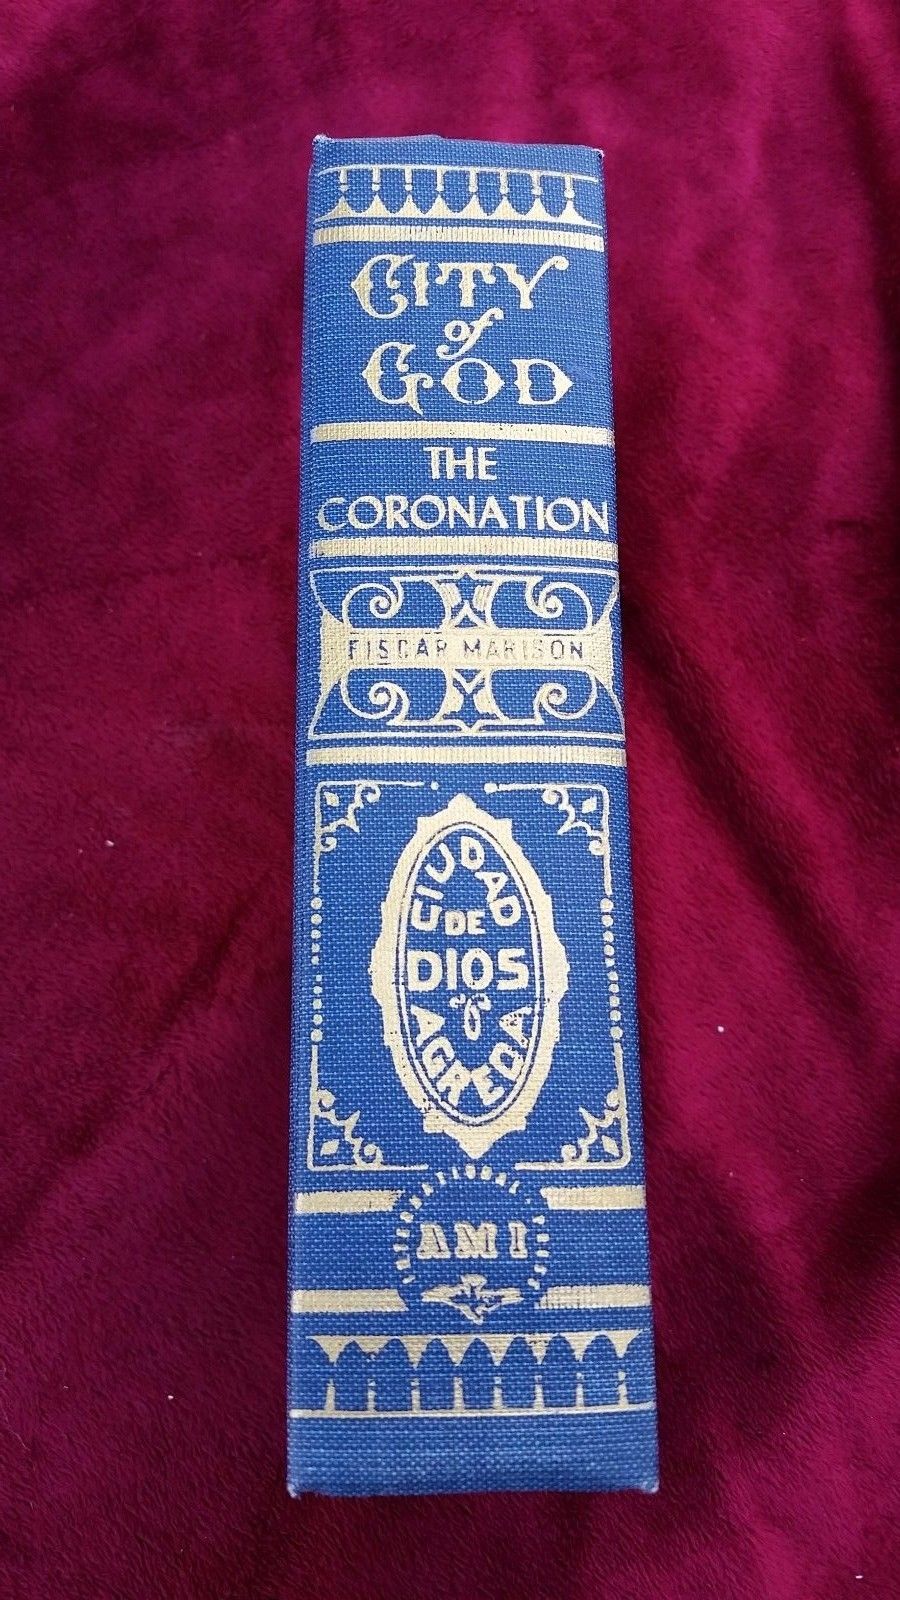 CITY
of
GOD
THE
CORONATION
FISCAR MARISON
CIUDAD
DE
DIOS
AGREDA
AMI